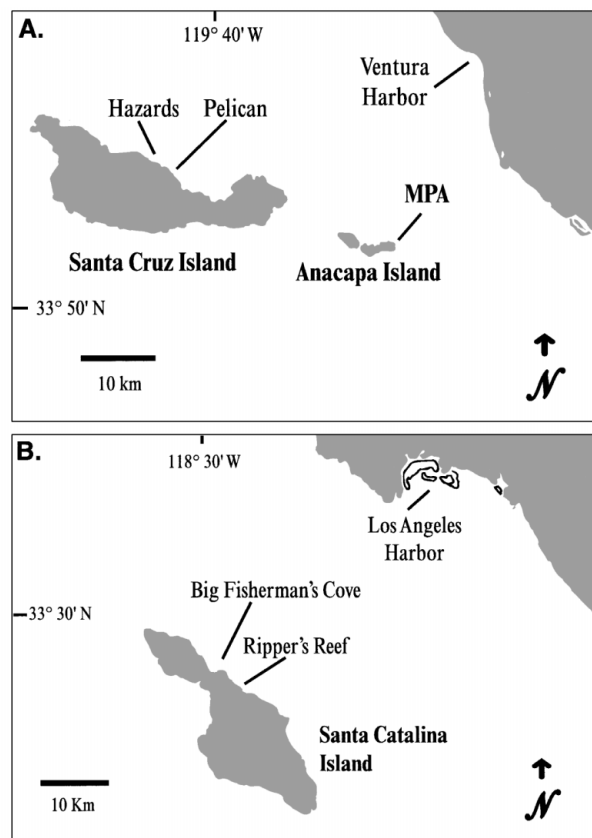 A.
119° 40' W
Ventura
Harbor
Hazards
Pelican
MPA
Santa Cruz Island
Anacapa Island
33° 50' N
10 km
N
B.
118° 30' W
Los Angeles
Harbor
33° 30' N
Big Fisherman's Cove
Ripper's Reef
Santa Catalina
Island
10 Km
N